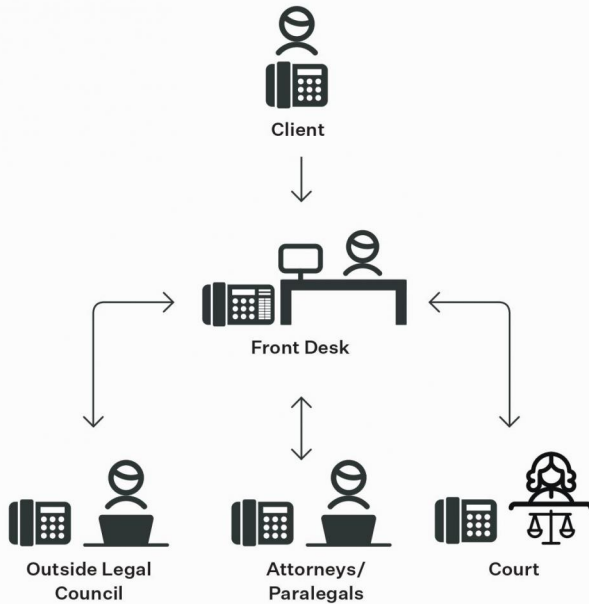 Client
Front Desk
Outside Legal
Council
Attorneys/
Paralegals
Court